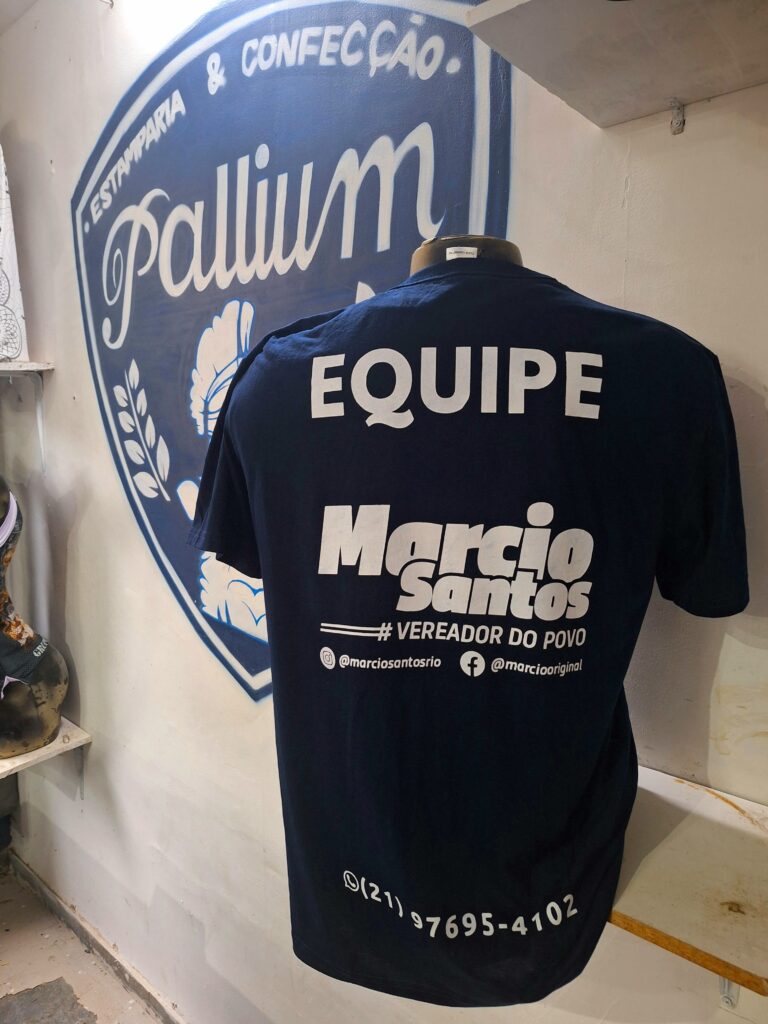 ESTAMPARIA & CONFECÇÃO.
Pallium
EQUIPE
Marcio
Santos
# VEREADOR DO POVO
@marciosantosrio @marciooriginal
(21) 97695-4102